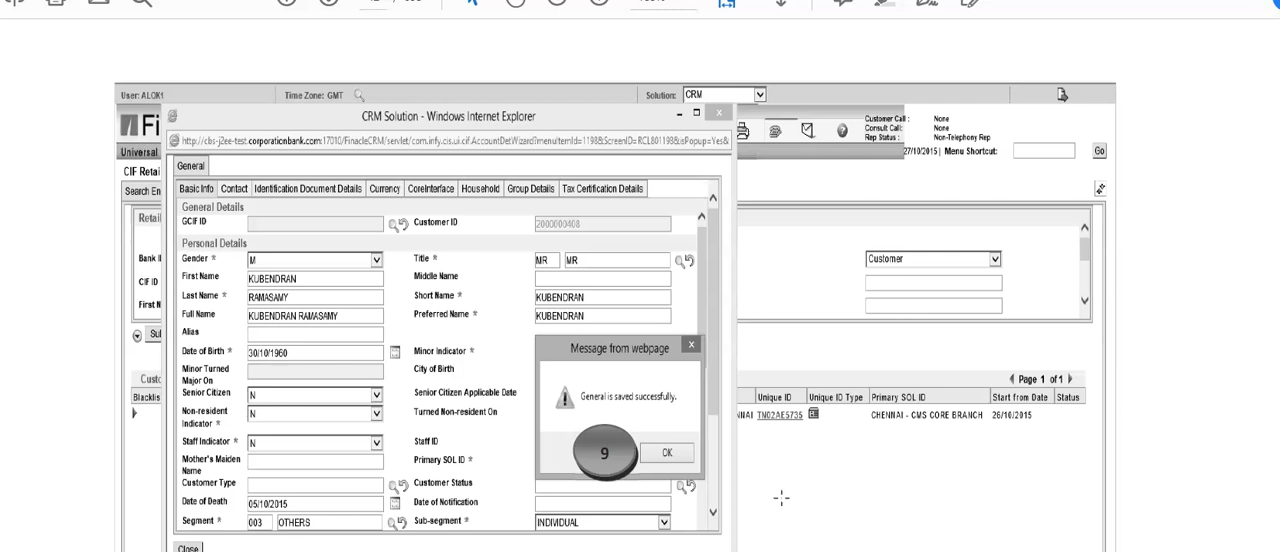 User: ALOK1 Time Zone: GMT Solution: CRM
CRM Solution - Windows Internet Explorer
http://cbs-j2ee-test.corporationbank.com:17010/FinacleCRM/servlet/com.infy.cis.ui.cif.AccountDetWizard?menuItemId=1198&ScreenID=RCL801198&isPopup=Yes&
Fi
Customer Call : None
Consult Call: None
Rep Status : Non-Telephony Rep
Universal
27/10/2015 | Menu Shortcut: Go
General
CIF Retai
Search En
Basic Info Contact Identification Document Details Currency CoreInterface Household Group Details Tax Certification Details
General Details
Retail
GCIF ID Customer ID 2000000408
Personal Details
Bank I
Gender * M Title * MR MR Customer
CIF ID
First Name KUBENDRAN Middle Name
Last Name * RAMASAMY Short Name * KUBENDRAN
First N
Full Name KUBENDRAN RAMASAMY Preferred Name * KUBENDRAN
Alias
Date of Birth * 30/10/1960 Minor Indicator *
Minor Turned
Major On
City of Birth
Senior Citizen N Senior Citizen Applicable Date
Non-resident
Indicator *
N Turned Non-resident On
Staff Indicator * N Staff ID
Mother's Maiden
Name
Primary SOL ID *
Customer Type Customer Status
Date of Death 05/10/2015 Date of Notification
Segment * 003 OTHERS Sub-segment * INDIVIDUAL
Close
Message from webpage
General is saved successfully.
9
OK
Custo
Page 1 of 1
Blacklis
Unique ID Unique ID Type Primary SOL ID Start from Date Status
NNAI TN02AE5735 CHENNAI - CMS CORE BRANCH 26/10/2015